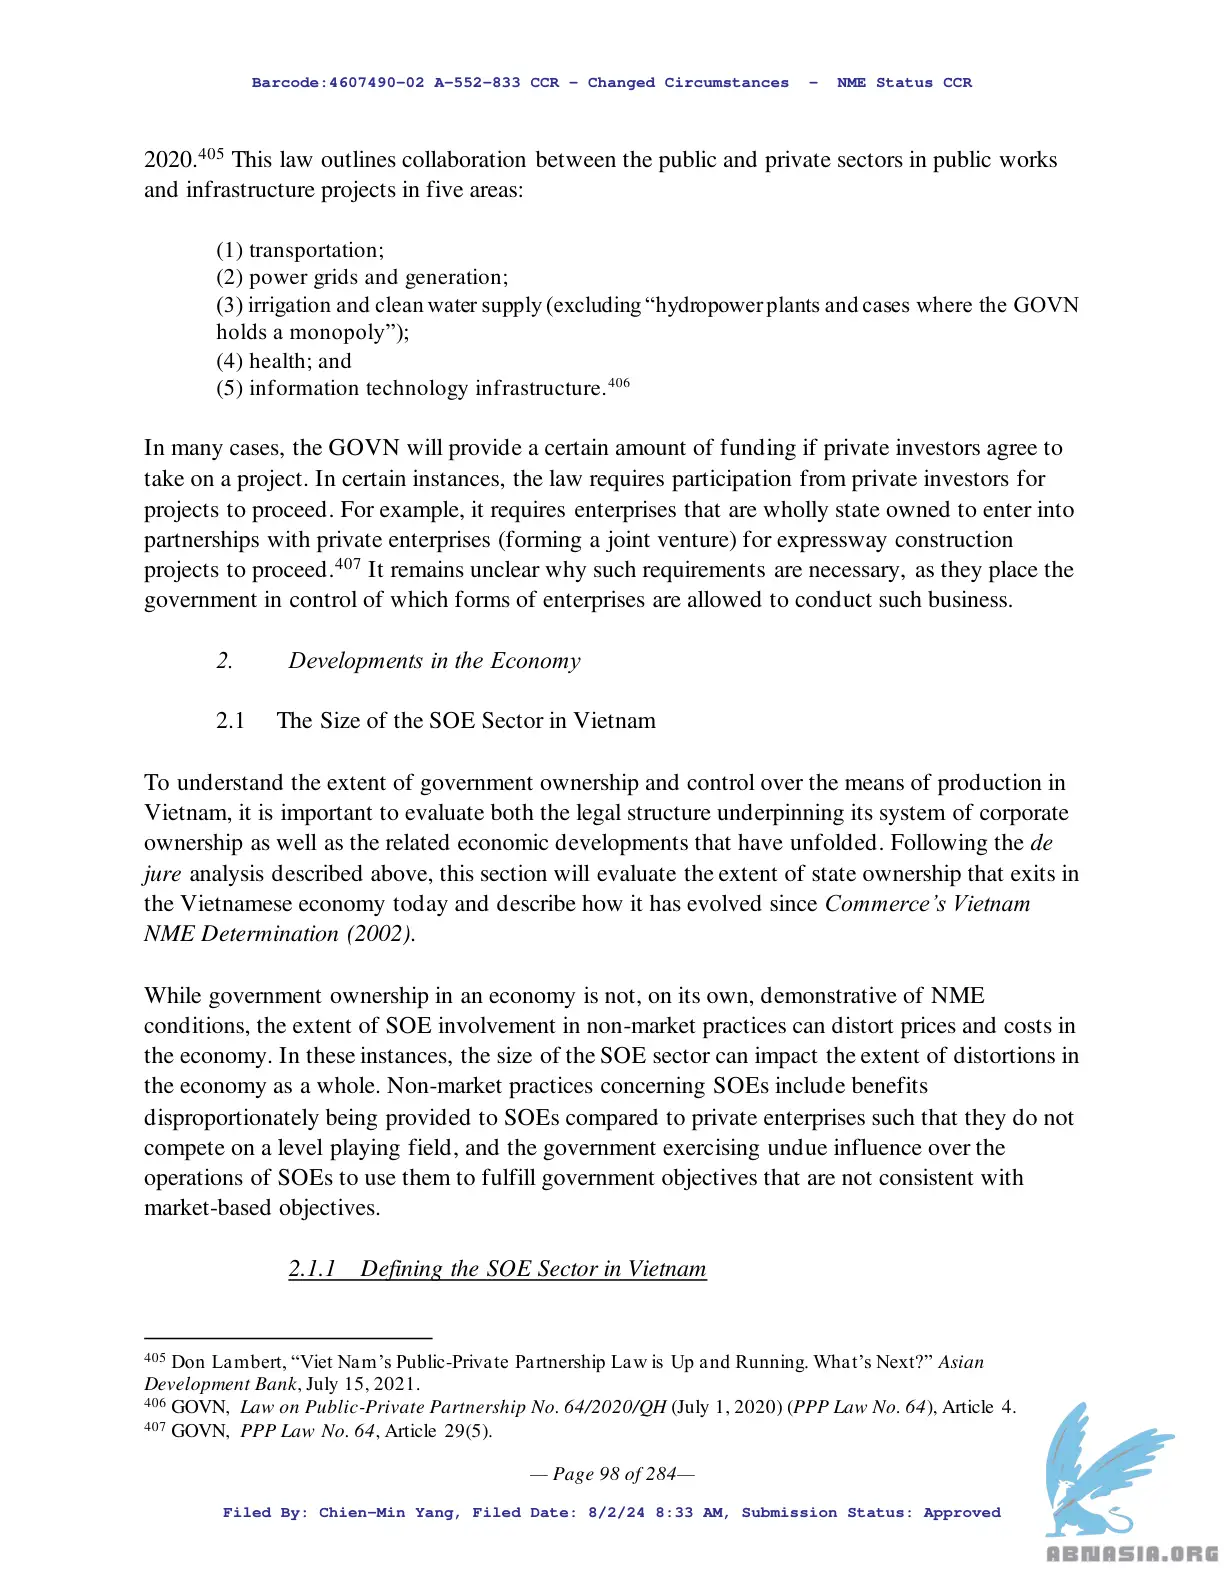 Barcode:4607490-02 A-552-833 CCR - Changed Circumstances - NME Status CCR
2020.405 This law outlines collaboration between the public and private sectors in public works
and infrastructure projects in five areas:
(1) transportation;
(2) power grids and generation;
(3) irrigation and clean water supply (excluding “hydropower plants and cases where the GOVN
holds a monopoly”);
(4) health; and
(5) information technology infrastructure.406
In many cases, the GOVN will provide a certain amount of funding if private investors agree to
take on a project. In certain instances, the law requires participation from private investors for
projects to proceed. For example, it requires enterprises that are wholly state owned to enter into
partnerships with private enterprises (forming a joint venture) for expressway construction
projects to proceed.407 It remains unclear why such requirements are necessary, as they place the
government in control of which forms of enterprises are allowed to conduct such business.
2. Developments in the Economy
2.1 The Size of the SOE Sector in Vietnam
To understand the extent of government ownership and control over the means of production in
Vietnam, it is important to evaluate both the legal structure underpinning its system of corporate
ownership as well as the related economic developments that have unfolded. Following the de
jure analysis described above, this section will evaluate the extent of state ownership that exits in
the Vietnamese economy today and describe how it has evolved since Commerce’s Vietnam
NME Determination (2002).
While government ownership in an economy is not, on its own, demonstrative of NME
conditions, the extent of SOE involvement in non-market practices can distort prices and costs in
the economy. In these instances, the size of the SOE sector can impact the extent of distortions in
the economy as a whole. Non-market practices concerning SOEs include benefits
disproportionately being provided to SOEs compared to private enterprises such that they do not
compete on a level playing field, and the government exercising undue influence over the
operations of SOEs to use them to fulfill government objectives that are not consistent with
market-based objectives.
2.1.1 Defining the SOE Sector in Vietnam
405 Don Lambert, “Viet Nam’s Public-Private Partnership Law is Up and Running. What’s Next?” Asian
Development Bank, July 15, 2021.
406 GOVN, Law on Public-Private Partnership No. 64/2020/QH (July 1, 2020) (PPP Law No. 64), Article 4.
407 GOVN, PPP Law No. 64, Article 29(5).
— Page 98 of 284—
Filed By: Chien-Min Yang, Filed Date: 8/2/24 8:33 AM, Submission Status: Approved
ABNASIA.ORG